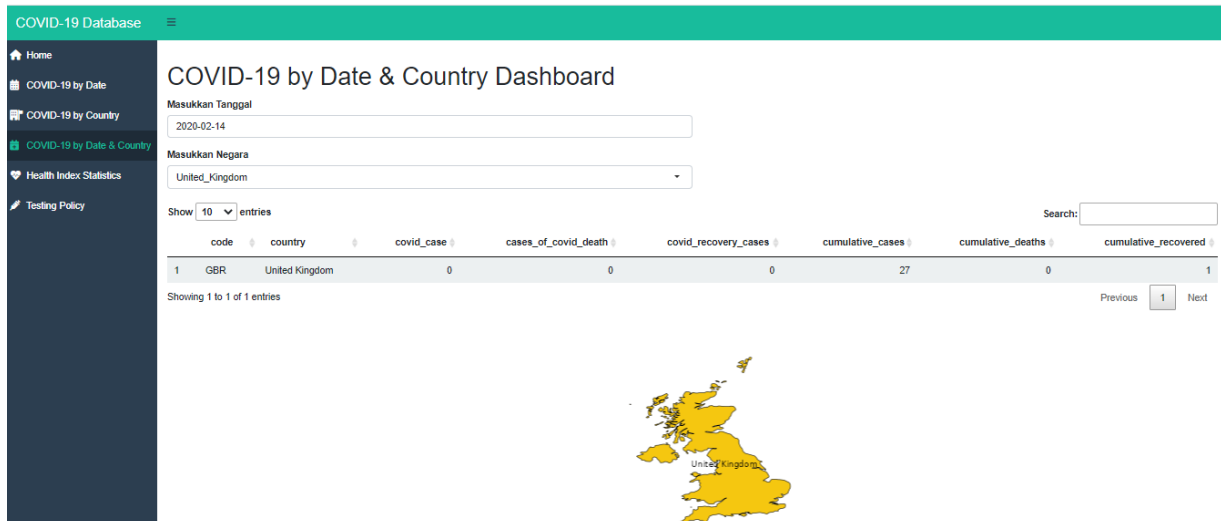 COVID-19 Database
Home
COVID-19 by Date
COVID-19 by Country
COVID-19 by Date & Country
Health Index Statistics
Testing Policy
COVID-19 by Date & Country Dashboard
Masukkan Tanggal
2020-02-14
Masukkan Negara
United_Kingdom
Show 10 entries Search:
code country covid_case cases_of_covid_death covid_recovery_cases cumulative_cases cumulative_deaths cumulative_recovered
1 GBR United Kingdom 0 0 0 27 0 1
Showing 1 to 1 of 1 entries Previous 1 Next
United Kingdom